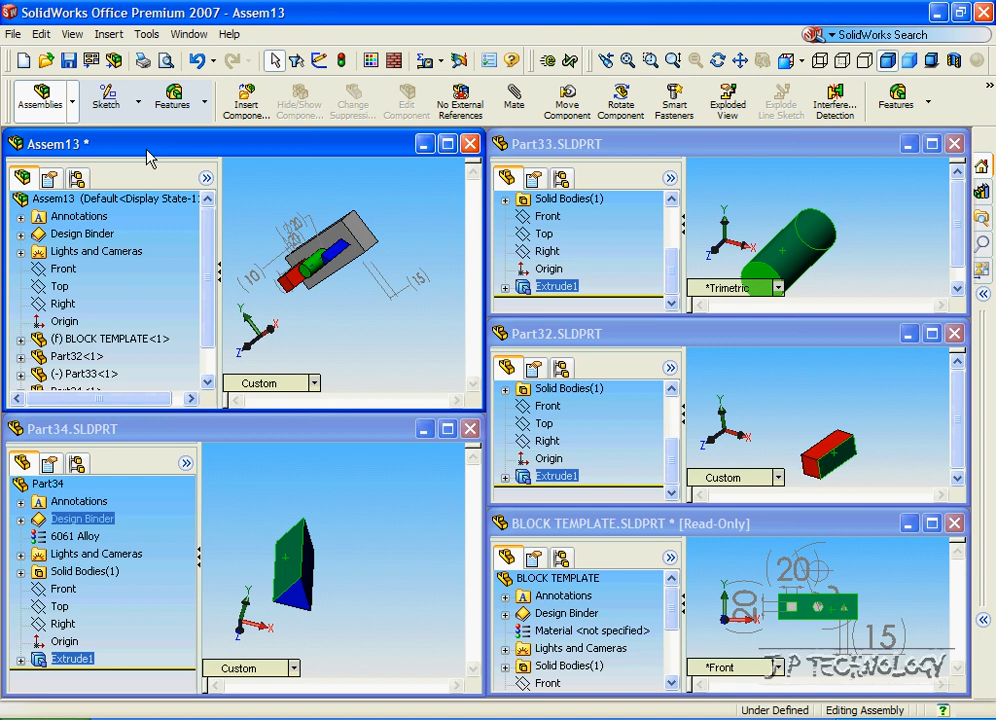 SolidWorks Office Premium 2007 - Assem13
File Edit View Insert Tools Window Help
SolidWorks Search
Assemblies Sketch Features Insert Compone... Hide/Show Compone... Change Suppressi... Edit Component No External References Mate Move Component Rotate Component Smart Fasteners Exploded View Explode Line Sketch Interfere... Detection Features
Assem13 *
Assem13 (Default<Display State-1
Annotations
Design Binder
Lights and Cameras
Front
Top
Right
Origin
(f) BLOCK TEMPLATE<1>
Part32<1>
(-) Part33<1>
(10)
(15)
Y
X
Z
Custom
Part33.SLDPRT
Solid Bodies(1)
Front
Top
Right
Origin
Extrude1
Y
X
Z
*Trimetric
Part32.SLDPRT
Solid Bodies(1)
Front
Top
Right
Origin
Extrude1
Y
X
Z
Custom
Part34.SLDPRT
Part34
Annotations
Design Binder
6061 Alloy
Lights and Cameras
Solid Bodies(1)
Front
Top
Right
Origin
Extrude1
Y
X
Z
Custom
BLOCK TEMPLATE.SLDPRT * [Read-Only]
BLOCK TEMPLATE
Annotations
Design Binder
Material <not specified>
Lights and Cameras
Solid Bodies(1)
Front
20
20
15
*Front
JP TECHNOLOGY
Under Defined Editing Assembly